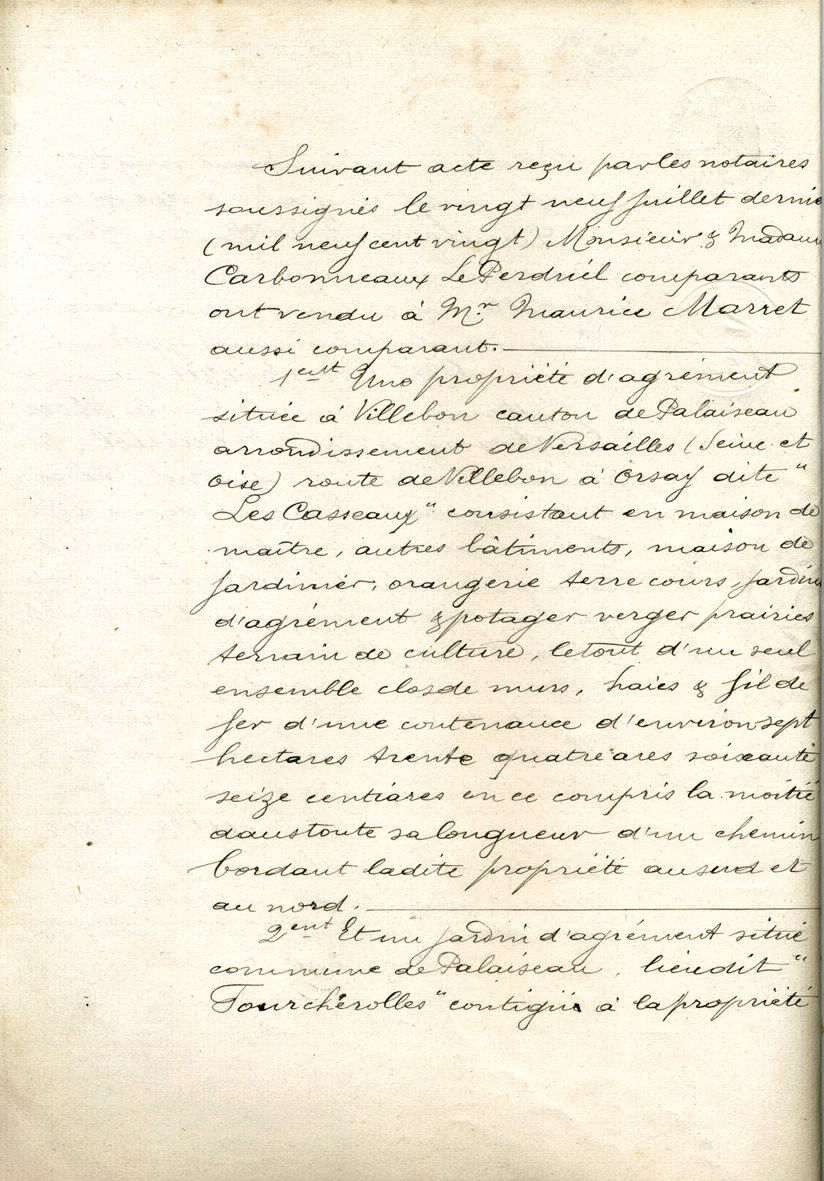 Suivant acte reçu par les notaires
soussignés le vingt neuf juillet dernie
(mil neuf cent vingt) Monsieur & Madam
Carbonneaux Le Perdriel comparants
ont vendu à Mr Maurice Marret
aussi comparant.
1ent Une propriété d'agrément
située à Villebon canton de Palaiseau
arrondissement de Versailles (Seine et
Oise) route de Villebon à Orsay dite "
Les Casseaux" consistant en maison de
maître, autres bâtiments, maison de
jardinier, orangerie terre cours, jardin
d'agrément & potager verger prairies
terrain de culture, le tout d'un seul
ensemble clos de murs, haies & fil de
fer d'une contenance d'environ sept
hectares trente quatre ares soixante
seize centiares en ce compris la moitié
dans toute sa longueur d'un chemin
bordant ladite propriété au sud et
au nord.
2ent Et un jardin d'agrément situé
commune de Palaiseau, lieudit "
Fourcherolles" contigüe à la propriété